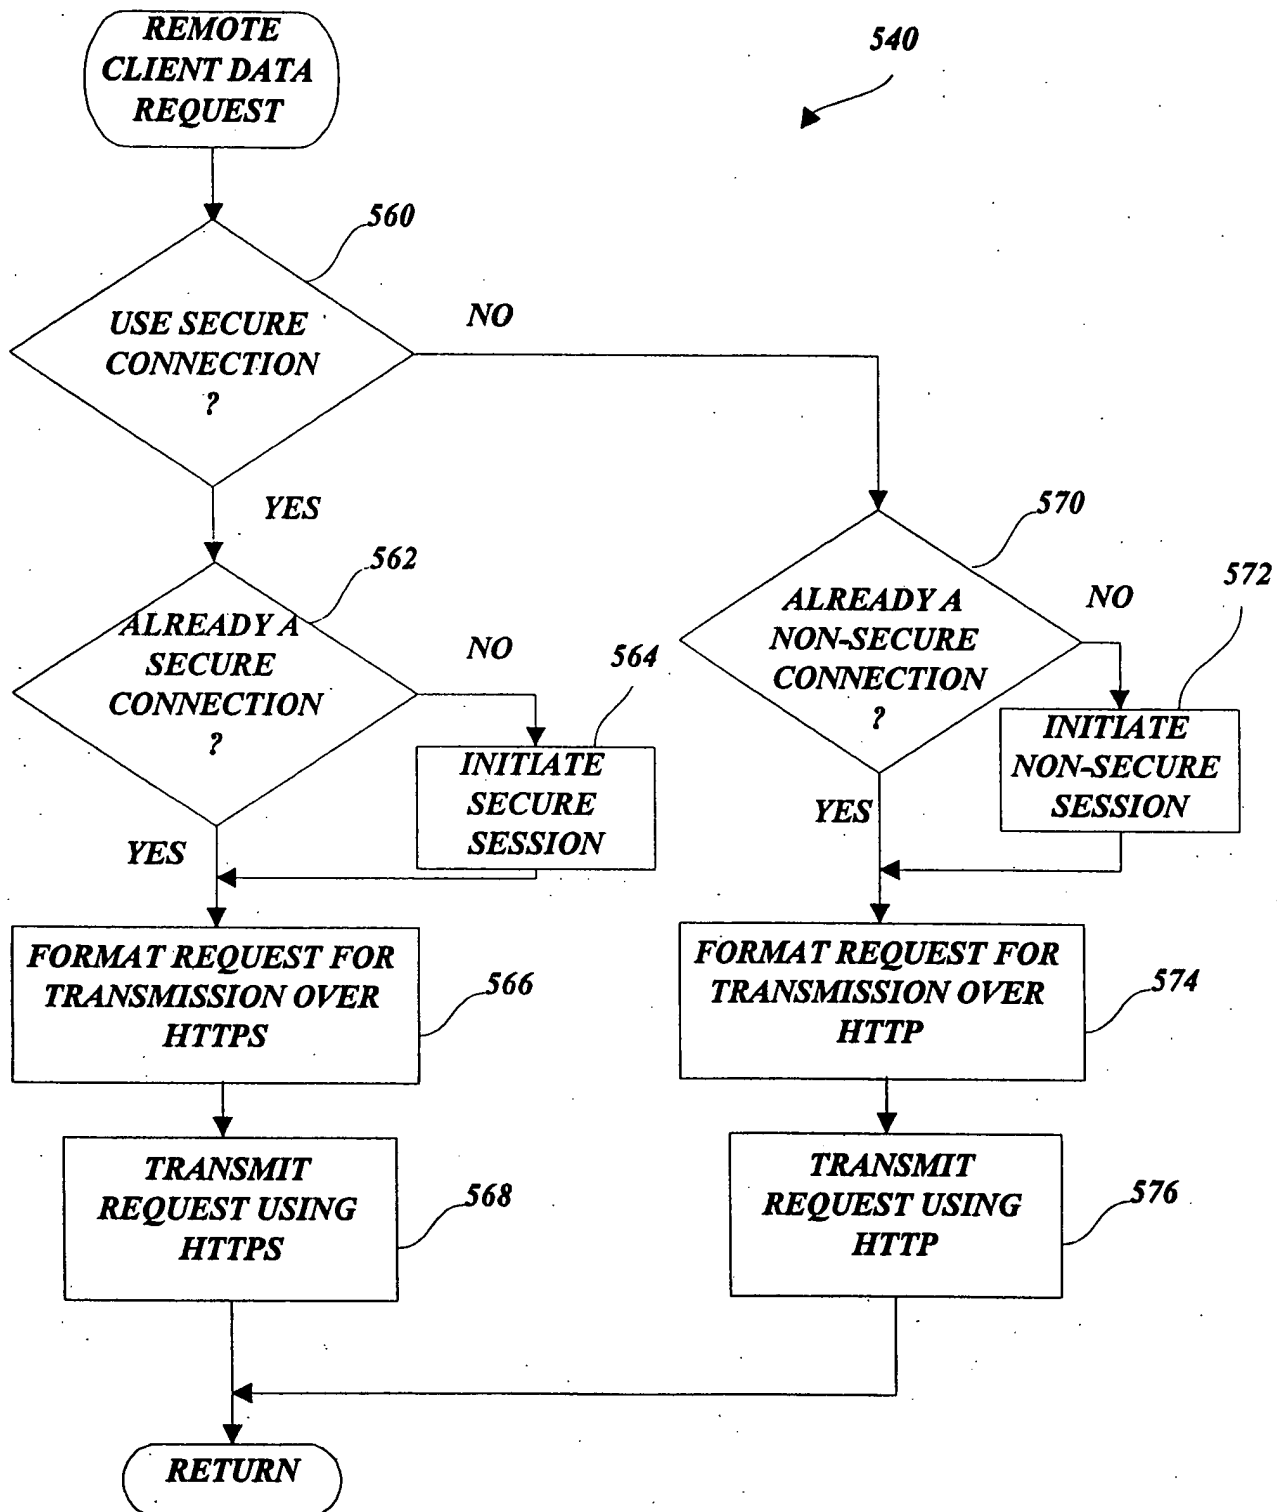 REMOTE
CLIENT DATA
REQUEST
540
560
USE SECURE
CONNECTION
?
NO
YES
562
ALREADY A
SECURE
CONNECTION
?
NO
564
INITIATE
SECURE
SESSION
YES
570
ALREADY A
NON-SECURE
CONNECTION
?
NO
572
INITIATE
NON-SECURE
SESSION
YES
FORMAT REQUEST FOR
TRANSMISSION OVER
HTTPS
566
FORMAT REQUEST FOR
TRANSMISSION OVER
HTTP
574
TRANSMIT
REQUEST USING
HTTPS
568
TRANSMIT
REQUEST USING
HTTP
576
RETURN